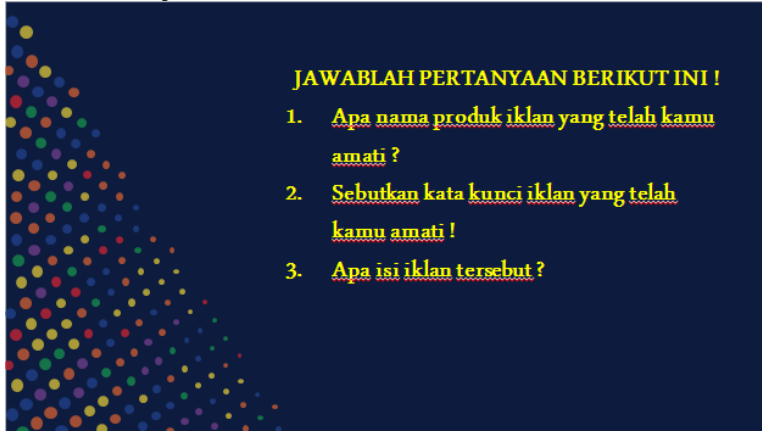 JAWABLAH PERTANYAAN BERIKUT INI !
1. Apa nama produk iklan yang telah kamu
amati ?
2. Sebutkan kata kunci iklan yang telah
kamu amati !
3. Apa isi iklan tersebut ?